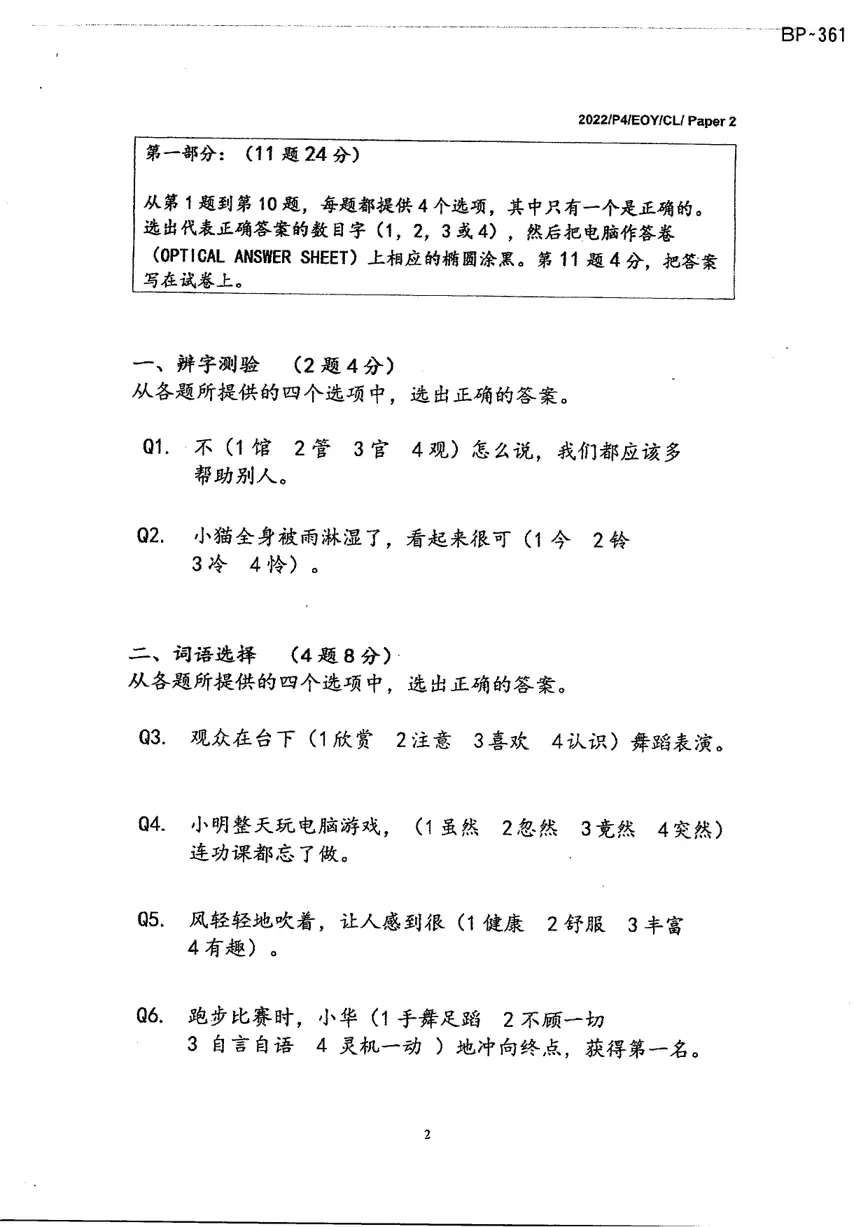 BP-361
2022/P4/EOY/CL/ Paper 2
第一部分：（11 题 24 分）
从第 1 题到第 10 题，每题都提供 4 个选项，其中只有一个是正确的。
选出代表正确答案的数目字（1，2，3 或 4），然后把电脑作答卷
（OPTICAL ANSWER SHEET）上相应的椭圆涂黑。第 11 题 4 分，把答案
写在试卷上。
一、辨字测验 （2 题 4 分）
从各题所提供的四个选项中，选出正确的答案。
Q1. 不（1 馆 2 管 3 官 4 观）怎么说，我们都应该多
帮助别人。
Q2. 小猫全身被雨淋湿了，看起来很可（1 今 2 铃
3 冷 4 怜）。
二、词语选择 （4 题 8 分）
从各题所提供的四个选项中，选出正确的答案。
Q3. 观众在台下（1 欣赏 2 注意 3 喜欢 4 认识）舞蹈表演。
Q4. 小明整天玩电脑游戏，（1 虽然 2 忽然 3 竟然 4 突然）
连功课都忘了做。
Q5. 风轻轻地吹着，让人感到很（1 健康 2 舒服 3 丰富
4 有趣）。
Q6. 跑步比赛时，小华（1 手舞足蹈 2 不顾一切
3 自言自语 4 灵机一动 ）地冲向终点，获得第一名。
2